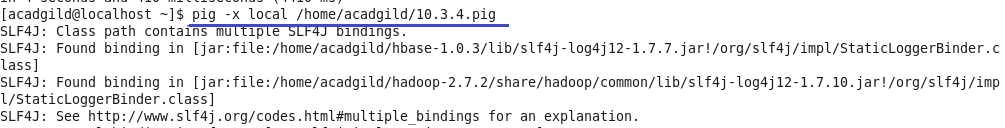 [acadgild@localhost ~]$ pig -x local /home/acadgild/10.3.4.pig
SLF4J: Class path contains multiple SLF4J bindings.
SLF4J: Found binding in [jar:file:/home/acadgild/hbase-1.0.3/lib/slf4j-log4j12-1.7.7.jar!/org/slf4j/impl/StaticLoggerBinder.c
lass]
SLF4J: Found binding in [jar:file:/home/acadgild/hadoop-2.7.2/share/hadoop/common/lib/slf4j-log4j12-1.7.10.jar!/org/slf4j/imp
l/StaticLoggerBinder.class]
SLF4J: See http://www.slf4j.org/codes.html#multiple_bindings for an explanation.